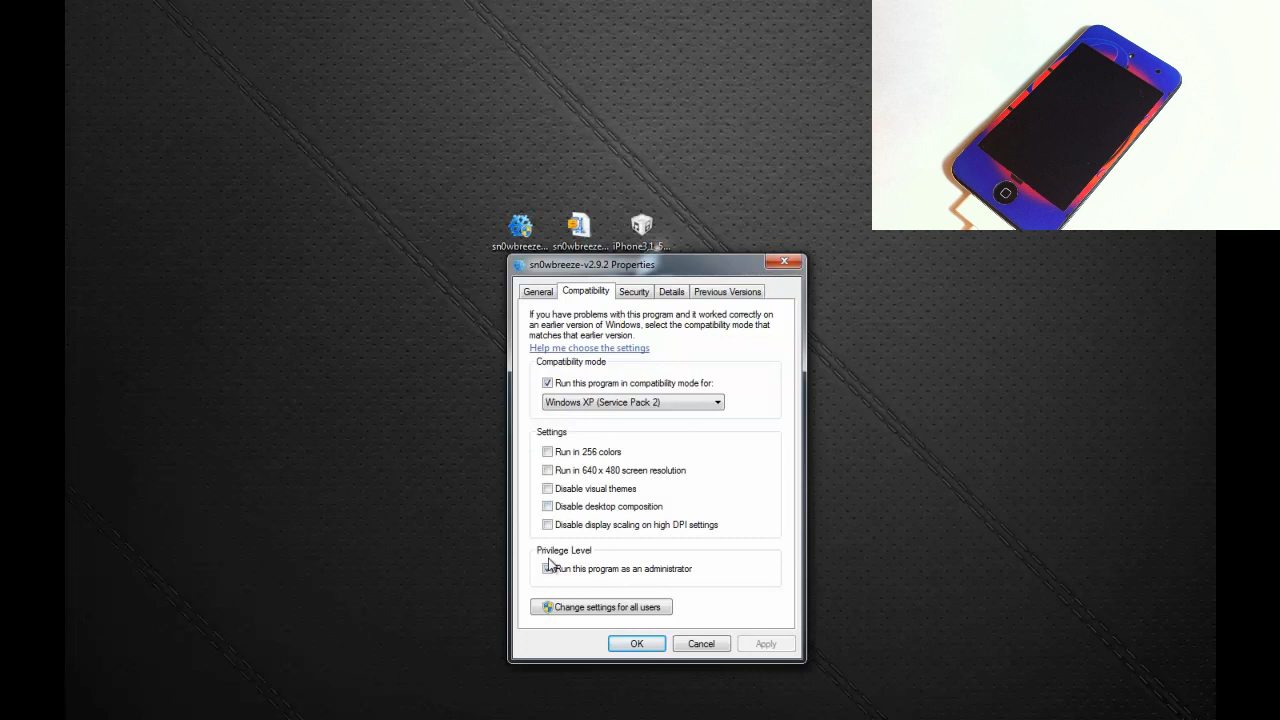 sn0wbreeze... sn0wbreeze... iPhone3,1_5...
sn0wbreeze-v2.9.2 Properties
General Compatibility Security Details Previous Versions
If you have problems with this program and it worked correctly on
an earlier version of Windows, select the compatibility mode that
matches that earlier version.
Help me choose the settings
Compatibility mode
Run this program in compatibility mode for:
Windows XP (Service Pack 2)
Settings
Run in 256 colors
Run in 640 x 480 screen resolution
Disable visual themes
Disable desktop composition
Disable display scaling on high DPI settings
Privilege Level
Run this program as an administrator
Change settings for all users
OK Cancel Apply